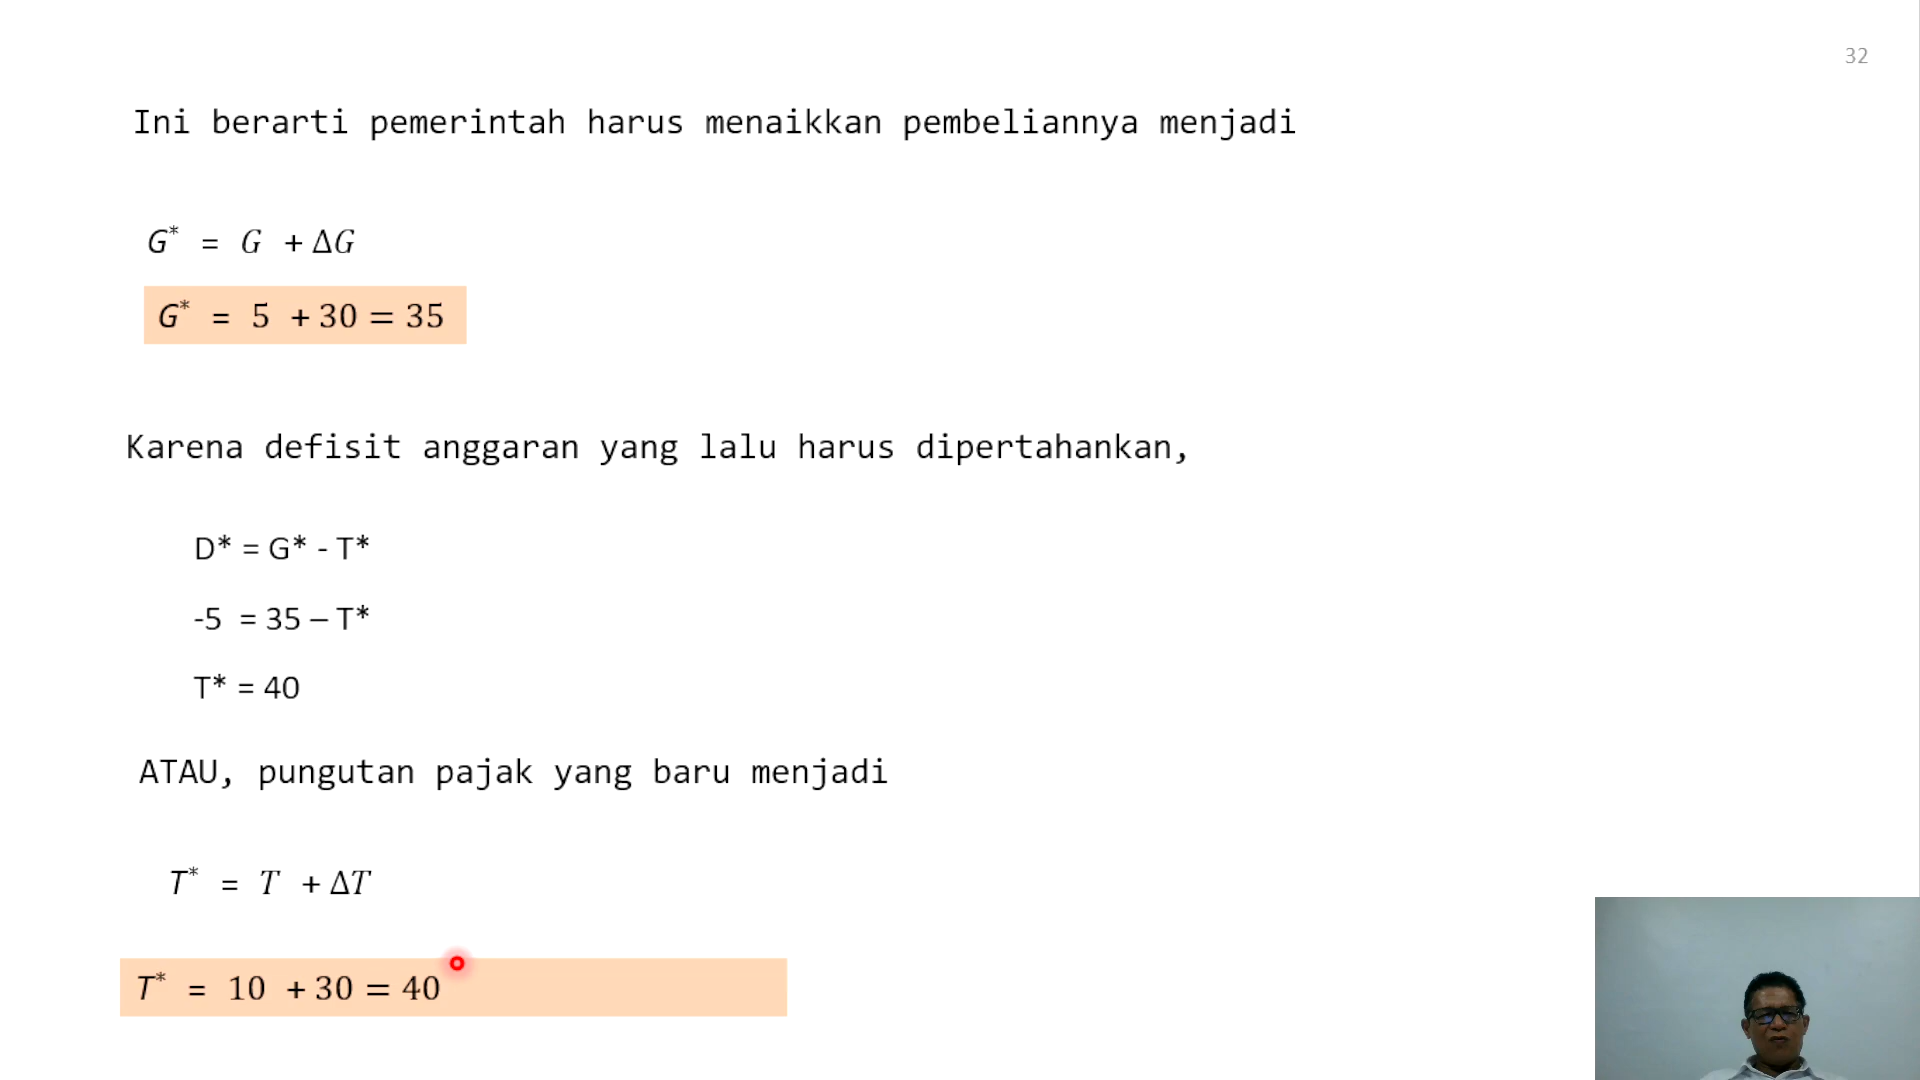 32
Ini berarti pemerintah harus menaikkan pembeliannya menjadi
G* = G + ΔG
G* = 5 + 30 = 35
Karena defisit anggaran yang lalu harus dipertahankan,
D* = G* - T*
-5 = 35 – T*
T* = 40
ATAU, pungutan pajak yang baru menjadi
T* = T + ΔT
T* = 10 + 30 = 40